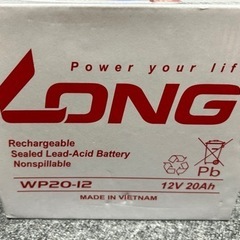 Power your lif
LONG
Rechargeable
Sealed Lead-Acid Battery
Nonspillable
Pb
WP20-12
12V 20Ah
MADE IN VIETNAM